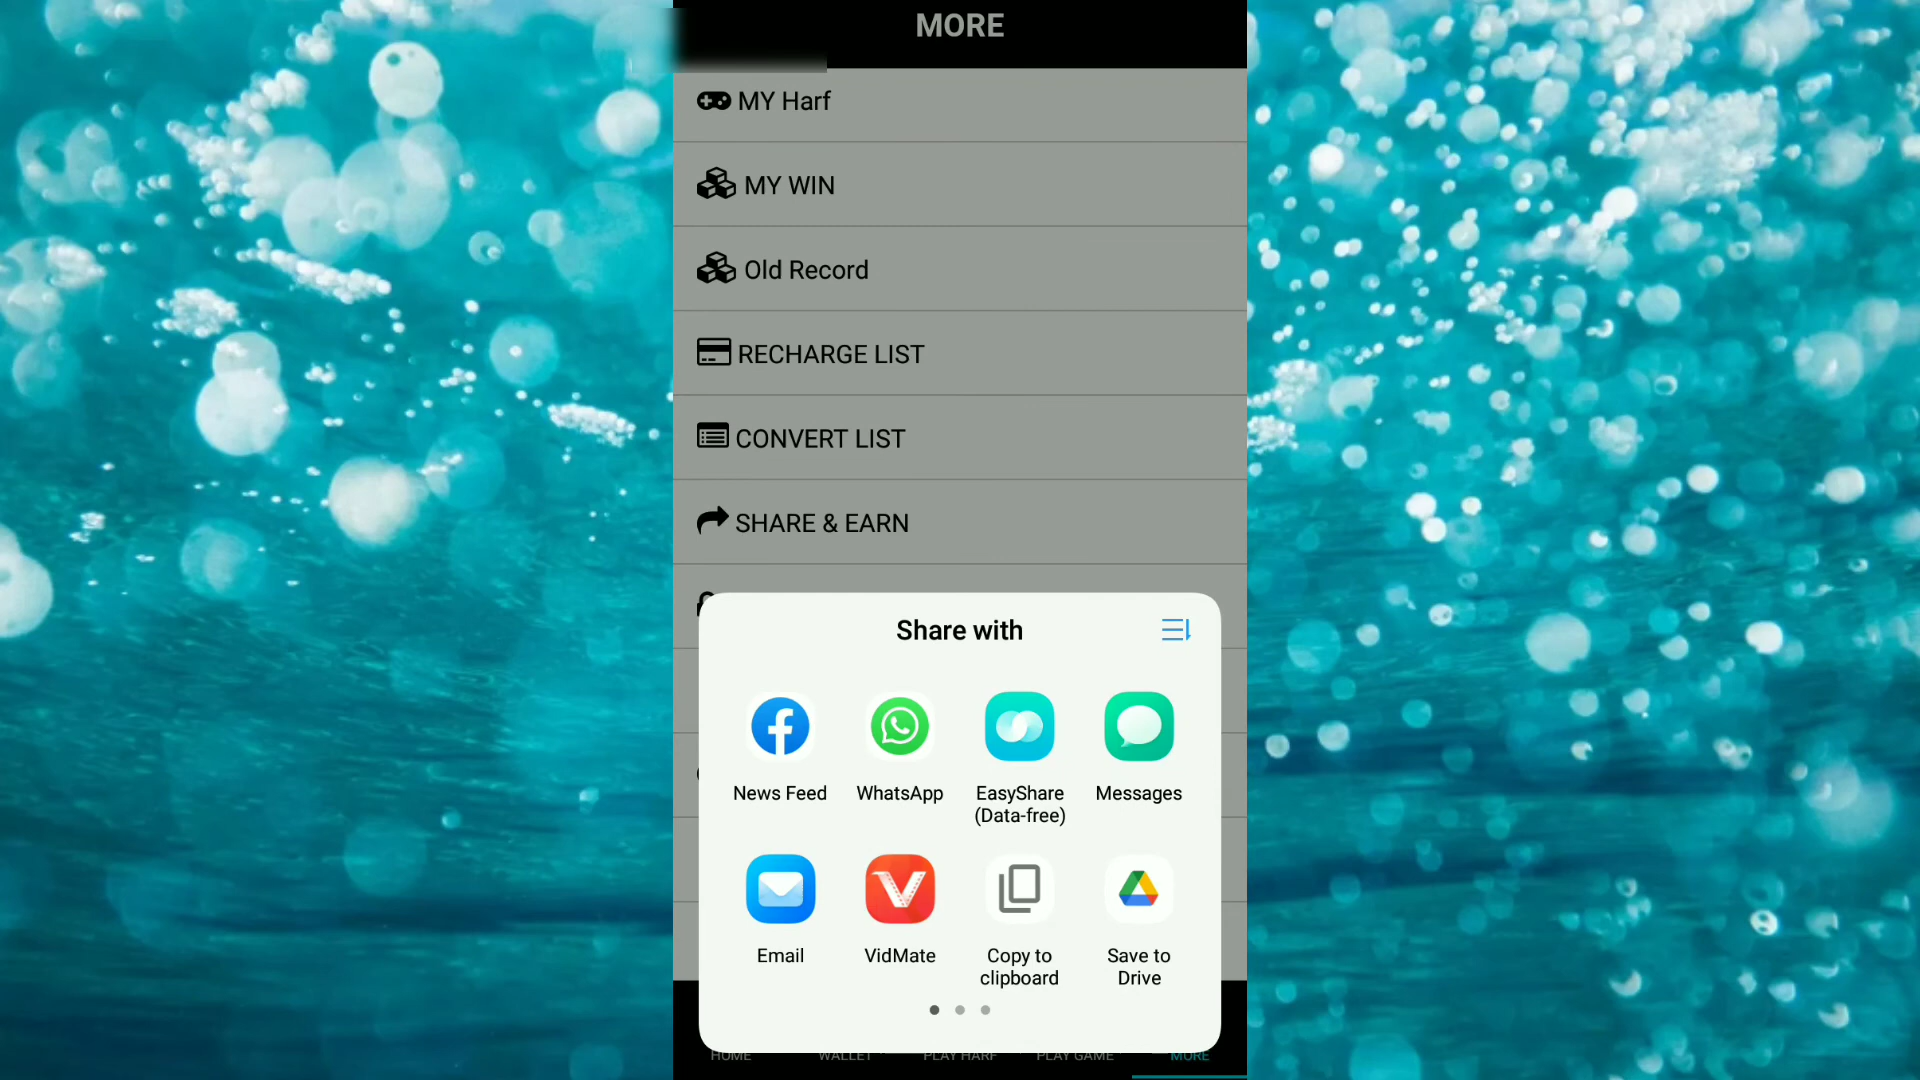 MORE
MY Harf
MY WIN
Old Record
RECHARGE LIST
CONVERT LIST
SHARE & EARN
Share with
News Feed
WhatsApp
EasyShare
(Data-free)
Messages
Email
VidMate
Copy to
clipboard
Save to
Drive
HOME
WALLET
PLAY HARF
PLAY GAME
MORE